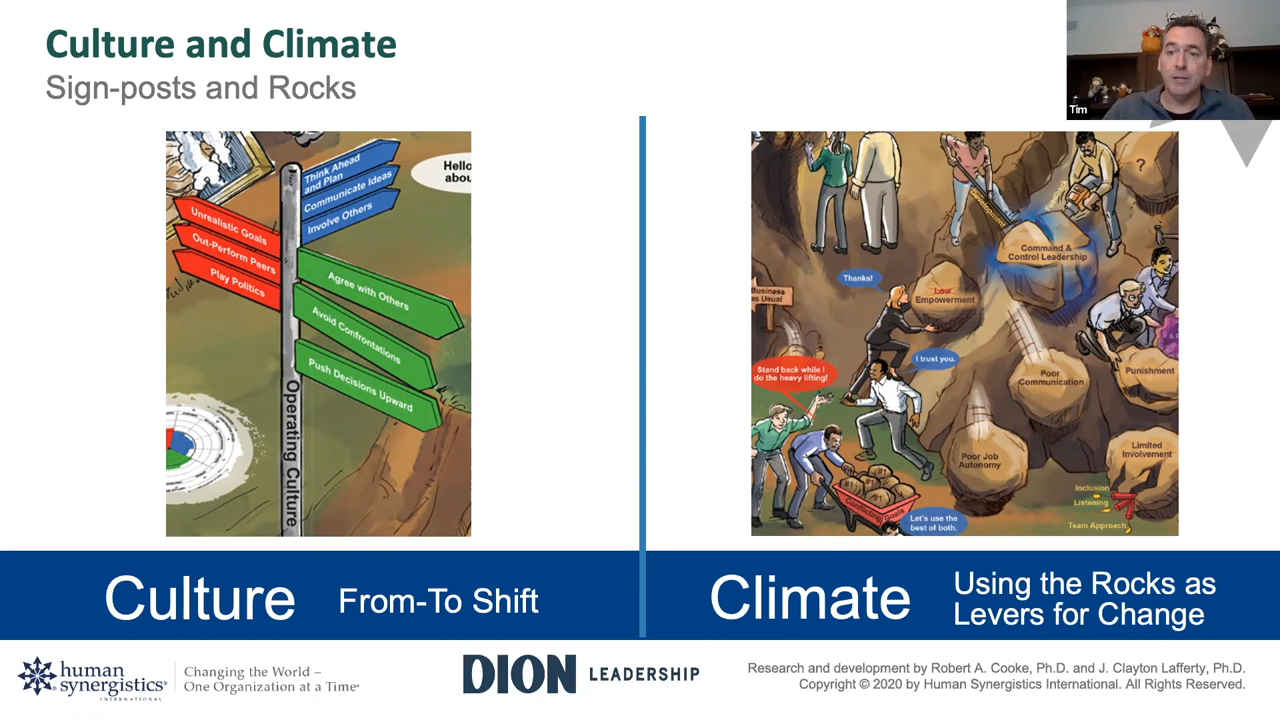 Culture and Climate
Sign-posts and Rocks
Tim
Think Ahead
and Plan
Communicate Ideas
Involve Others
Hello
abou
Unrealistic Goals
Out-Perform Peers
Play Politics
Agree with Others
Avoid Confrontations
Push Decisions Upward
Operating Culture
?
Command &
Control Leadership
Thanks!
Low
Empowerment
Business
as Usual
I trust you.
Stand back while I
do the heavy lifting!
Poor
Communication
Punishment
Poor Job
Autonomy
Limited
Involvement
Inclusion
Listening
Team Approach
#1
#1
#1
#1
Conflicting Goals
Let's use the
best of both.
Culture
From-To Shift
Climate
Using the Rocks as
Levers for Change
human
synergistics®
INTERNATIONAL
Changing the World –
One Organization at a Time®
DION LEADERSHIP
Research and development by Robert A. Cooke, Ph.D. and J. Clayton Lafferty, Ph.D.
Copyright © 2020 by Human Synergistics International. All Rights Reserved.